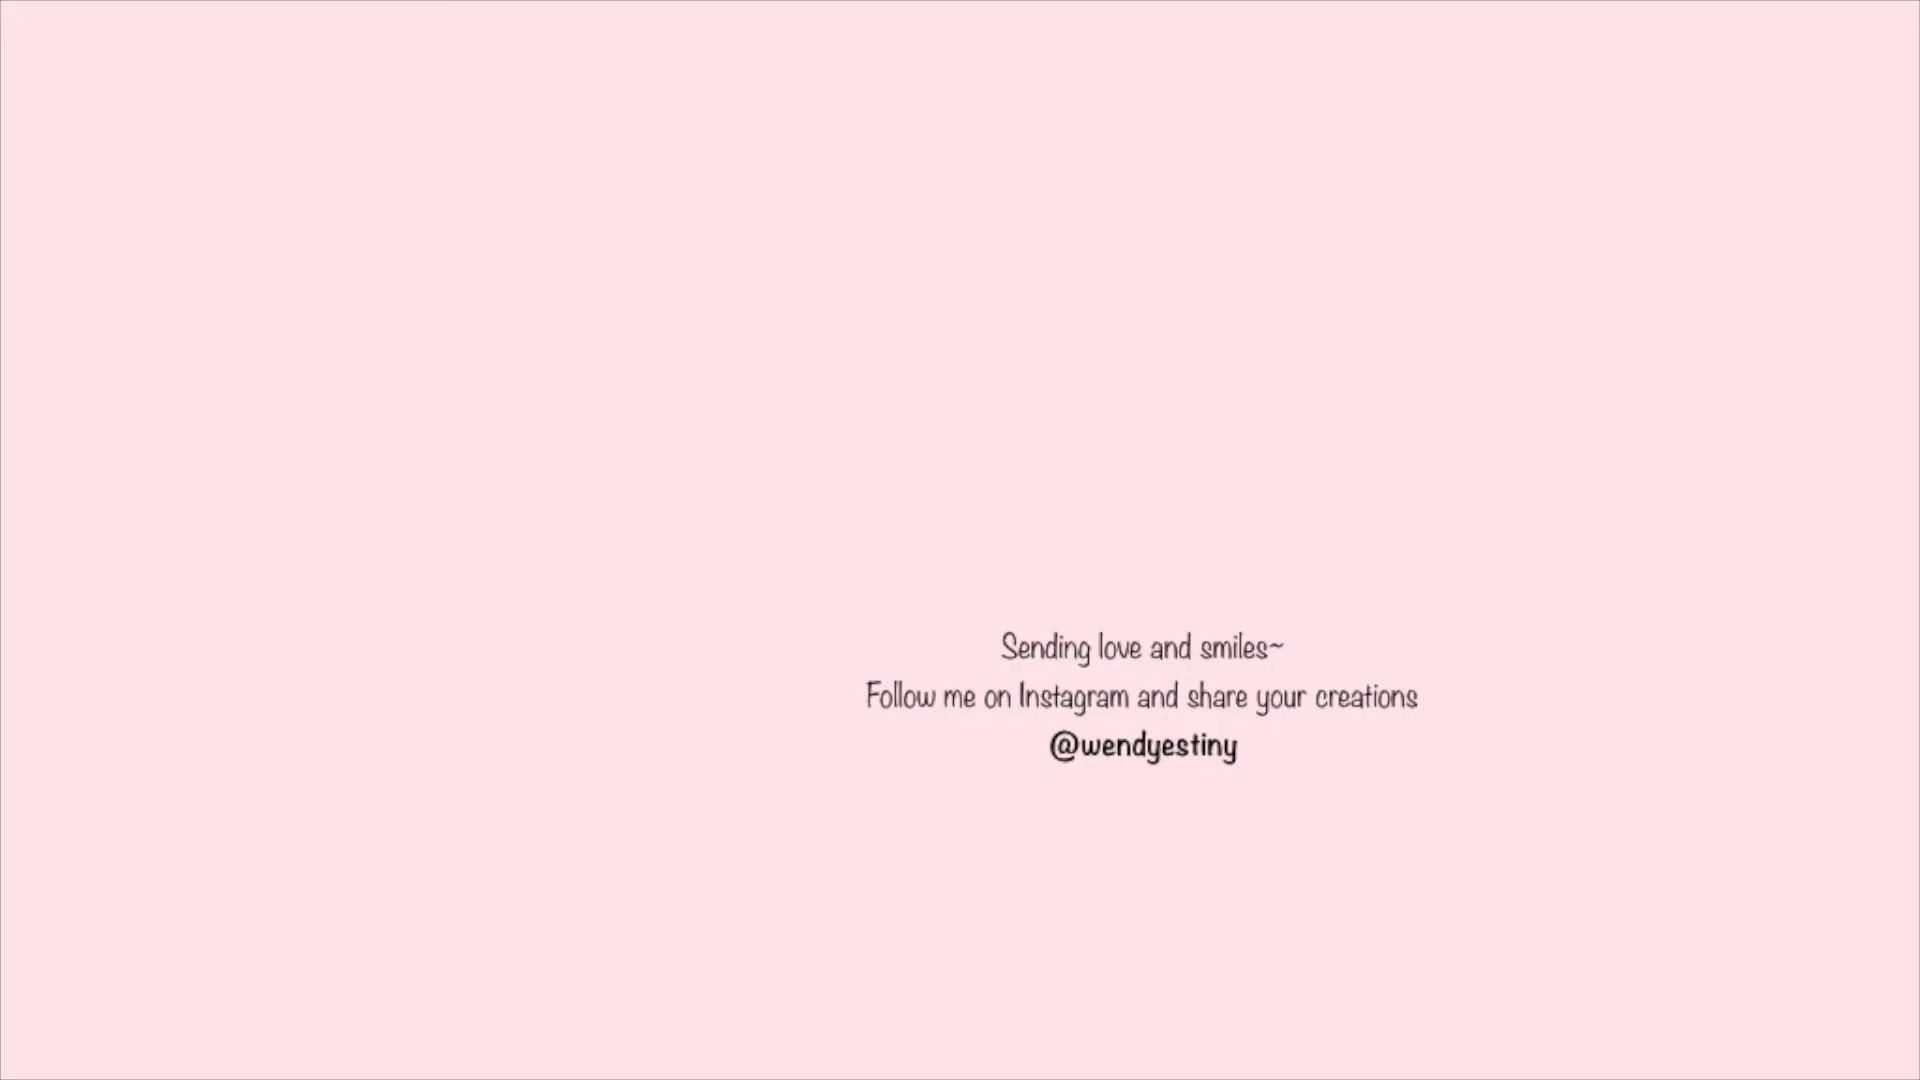 Sending love and smiles~
Follow me on Instagram and share your creations
@wendyestiny